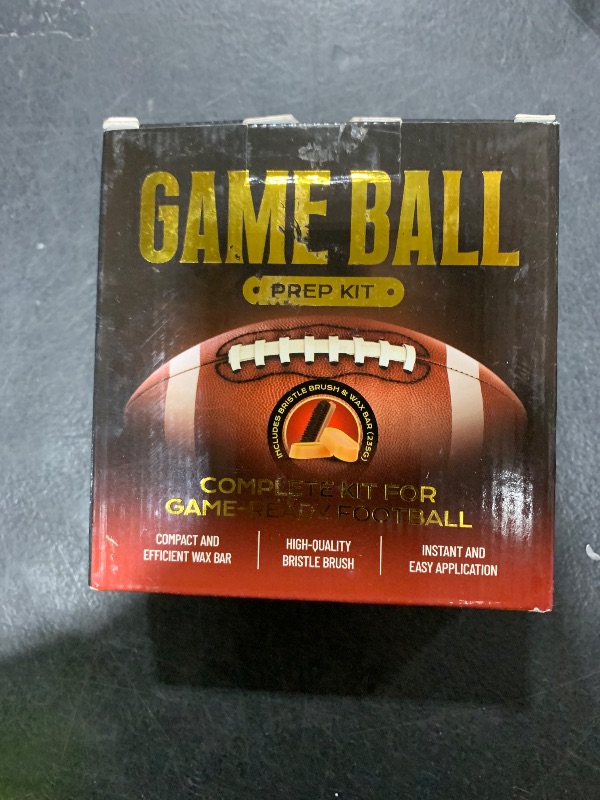 GAME BALL
PREP KIT
INCLUDES BRISTLE BRUSH & WAX BAR (235G)
COMPLETE KIT FOR
GAME-READY FOOTBALL
COMPACT AND
EFFICIENT WAX BAR
HIGH-QUALITY
BRISTLE BRUSH
INSTANT AND
EASY APPLICATION